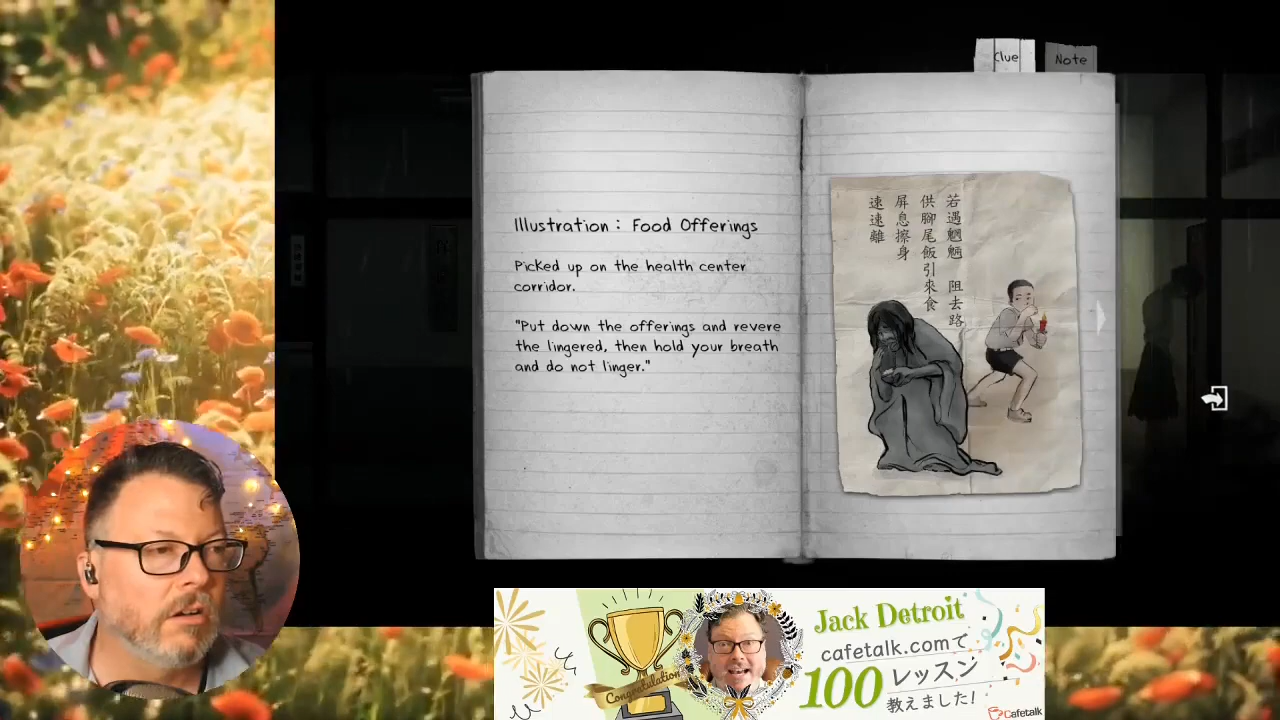 Clue
Note
Illustration : Food Offerings
Picked up on the health center
corridor.
"Put down the offerings and revere
the lingered, then hold your breath
and do not linger."
若遇魍魎 阻去路
供腳尾飯引來食
屏息擦身
速速離
Jack Detroit
cafetalk.comで
100レッスン
教えました!
Congratulation
Cafetalk